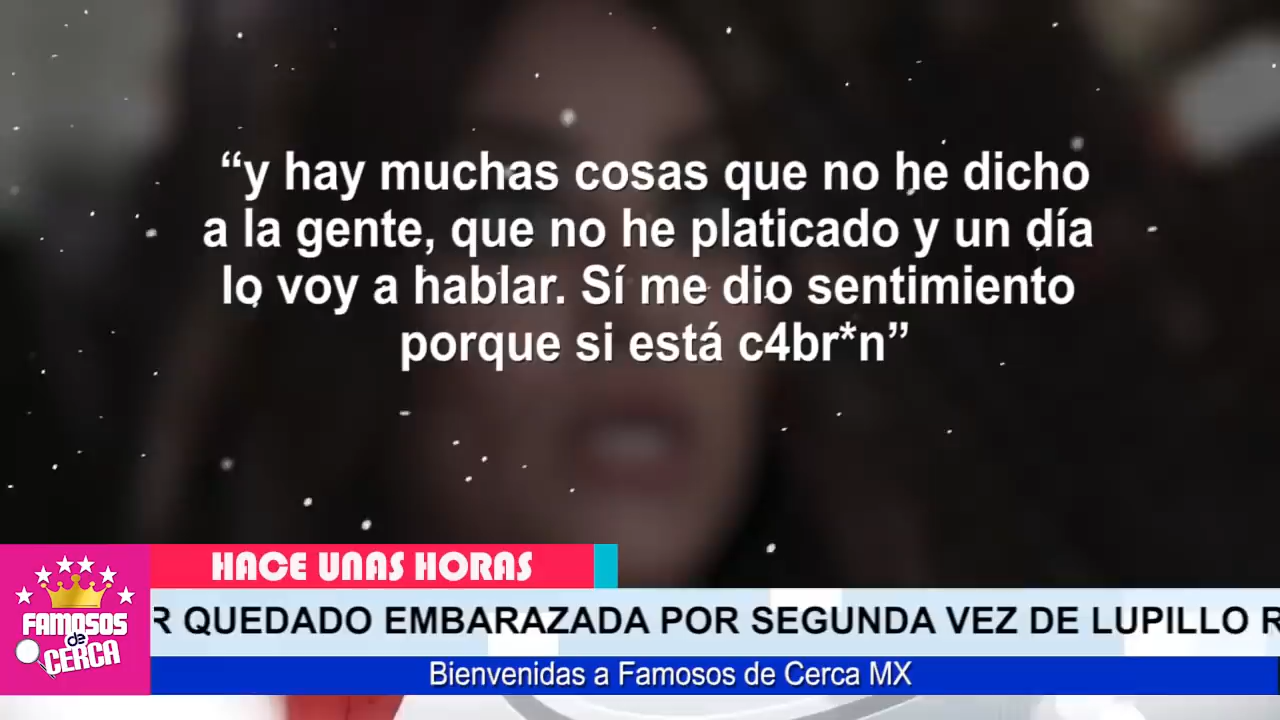 “y hay muchas cosas que no he dicho
a la gente, que no he platicado y un día
lo voy a hablar. Sí me dio sentimiento
porque si está c4br*n”
HACE UNAS HORAS
FAMOSOS
de
CERCA
R QUEDADO EMBARAZADA POR SEGUNDA VEZ DE LUPILLO R
Bienvenidas a Famosos de Cerca MX